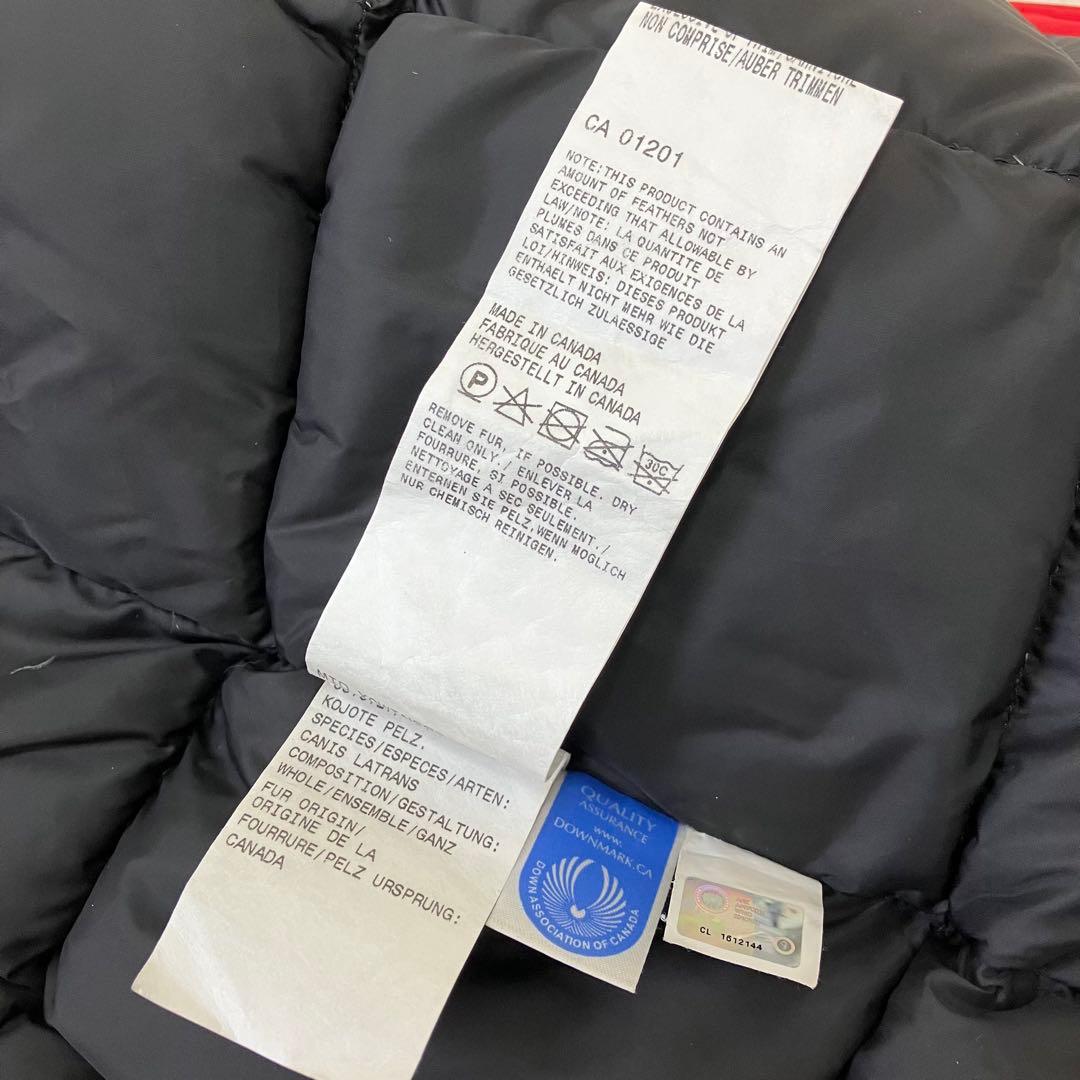 NON COMPRISE/AUBER TRIMMEN
CA 01201
NOTE:THIS PRODUCT CONTAINS AN
AMOUNT OF FEATHERS NOT
EXCEEDING THAT ALLOWABLE BY
LAW/NOTE: LA QUANTITE DE
PLUMES DANS CE PRODUIT
SATISFAIT AUX EXIGENCES DE LA
LOI/HINWEIS: DIESES PRODUKT
ENTHAELT NICHT MEHR WIE DIE
GESETZLICH ZULAESSIGE
MADE IN CANADA
FABRIQUE AU CANADA
HERGESTELLT IN CANADA
P
30C
REMOVE FUR, IF POSSIBLE. DRY
CLEAN ONLY./ ENLEVER LA
FOURRURE, SI POSSIBLE.
NETTOYAGE A SEC SEULEMENT./
ENTERNEN SIE PELZ,WENN MOGLICH
NUR CHEMISCH REINIGEN.
KOJOTE PELZ.
SPECIES/ESPECES/ARTEN:
CANIS LATRANS
COMPOSITION/GESTALTUNG:
WHOLE/ENSEMBLE/GANZ
FUR ORIGIN/
ORIGINE DE LA
FOURRURE/PELZ URSPRUNG:
CANADA
QUALITY
ASSURANCE
www.
DOWNMARK.CA
DOWN ASSOCIATION OF CANADA
CL 1612144